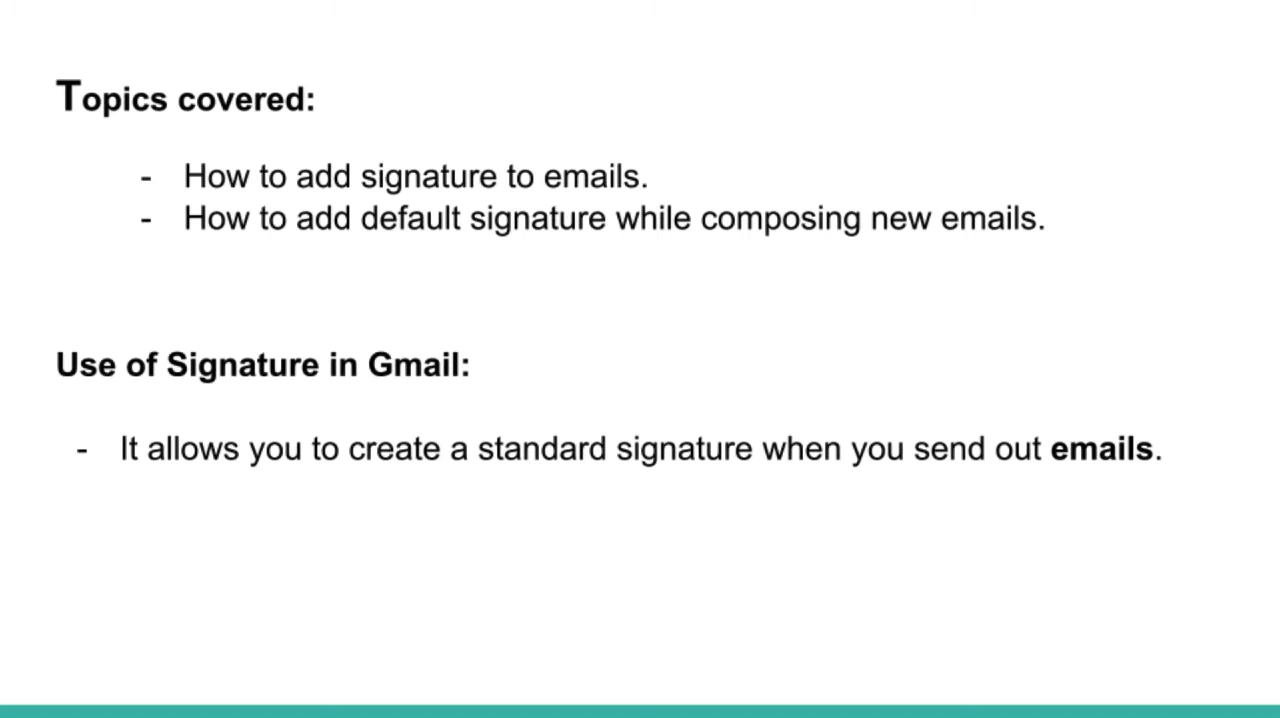 Topics covered:
- How to add signature to emails.
- How to add default signature while composing new emails.
Use of Signature in Gmail:
- It allows you to create a standard signature when you send out emails.